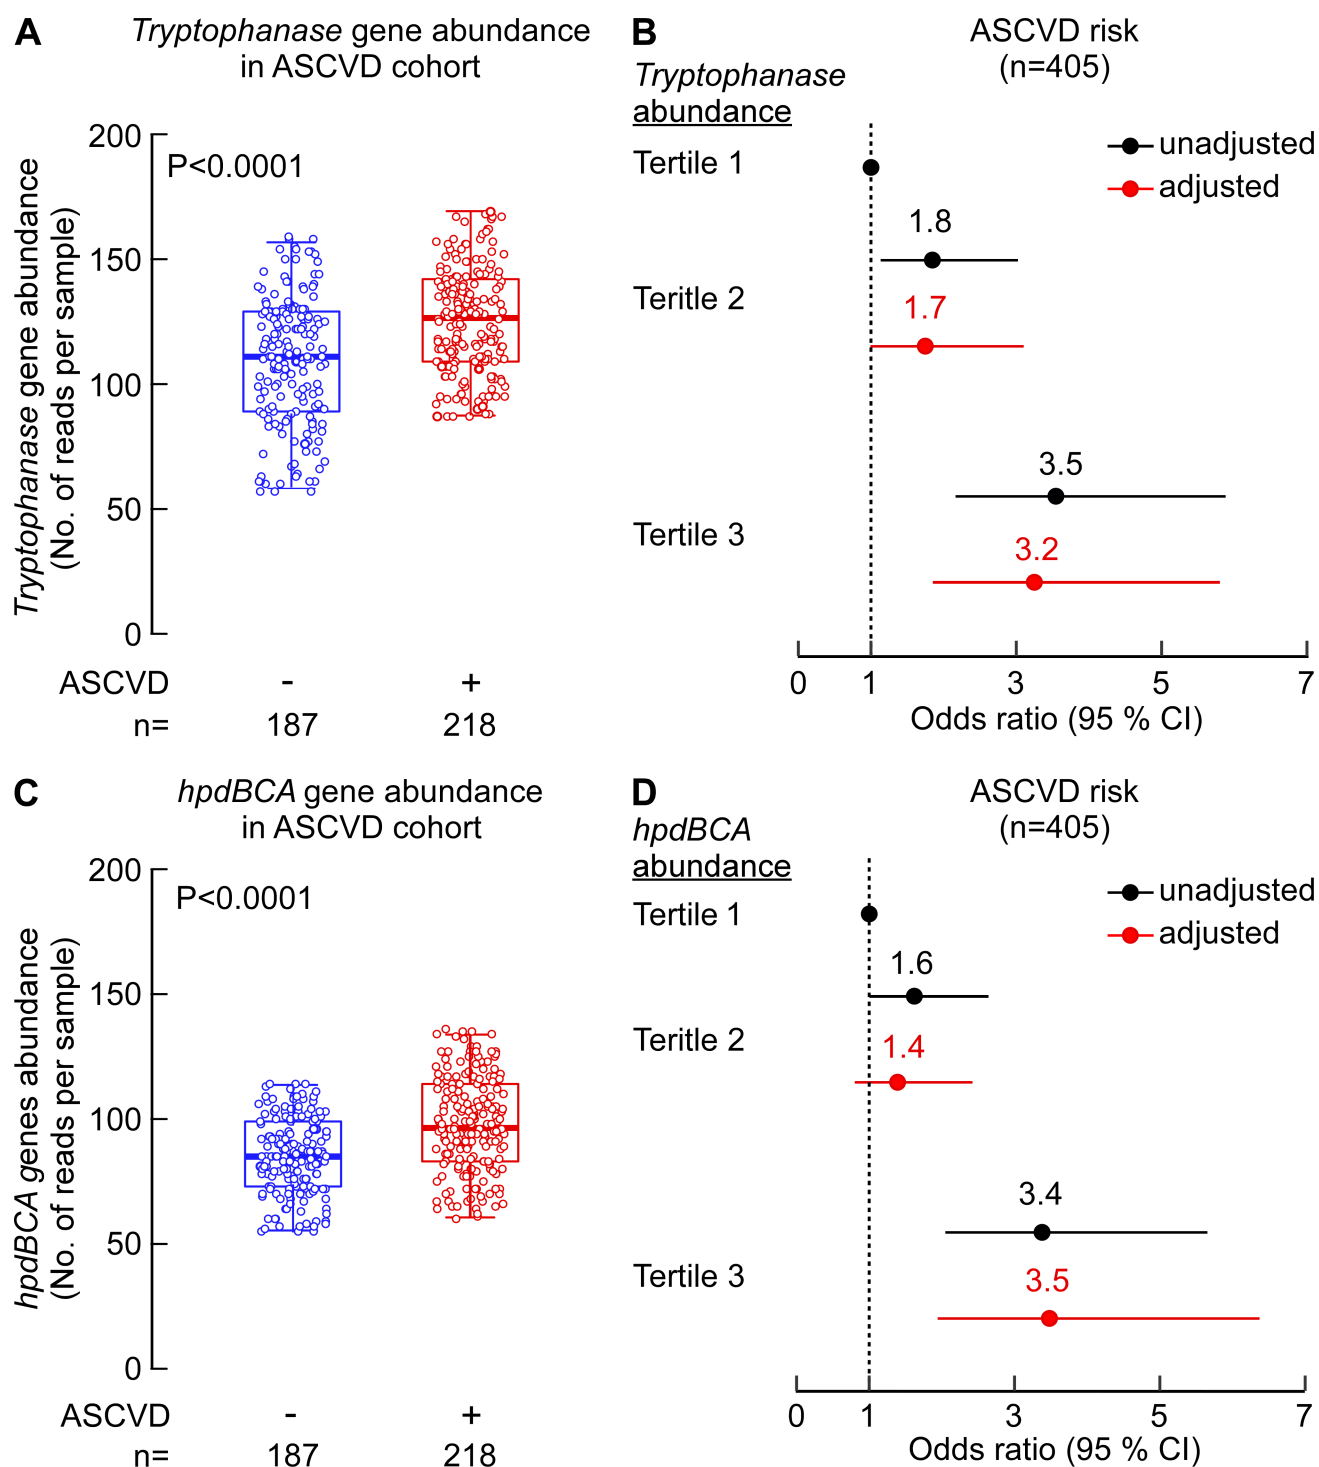 A
Tryptophanase gene abundance
in ASCVD cohort
Tryptophanase gene abundance
(No. of reads per sample)
200
150
100
50
0
P<0.0001
ASCVD - +
n= 187 218
B
ASCVD risk
(n=405)
Tryptophanase
abundance
unadjusted
adjusted
Tertile 1
1.8
Teritle 2
1.7
3.5
Tertile 3
3.2
0 1 3 5 7
Odds ratio (95 % CI)
C
hpdBCA gene abundance
in ASCVD cohort
hpdBCA genes abundance
(No. of reads per sample)
200
150
100
50
0
P<0.0001
ASCVD - +
n= 187 218
D
ASCVD risk
(n=405)
hpdBCA
abundance
unadjusted
adjusted
Tertile 1
1.6
Teritle 2
1.4
3.4
Tertile 3
3.5
0 1 3 5 7
Odds ratio (95 % CI)